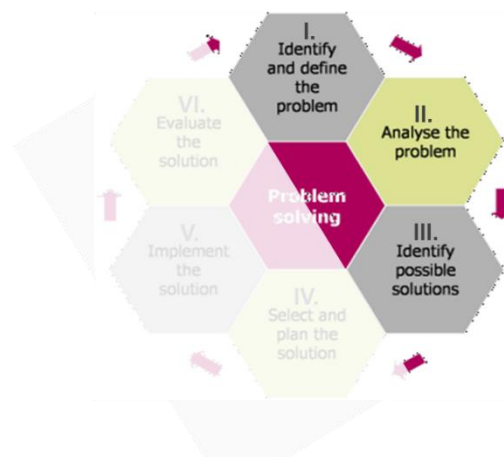 I.
Identify
and define
the
problem
II.
Analyse the
problem
III.
Identify
possible
solutions
IV.
Select and
plan the
solution
V.
Implement
the
solution
VI.
Evaluate
the
solution
Problem
solving